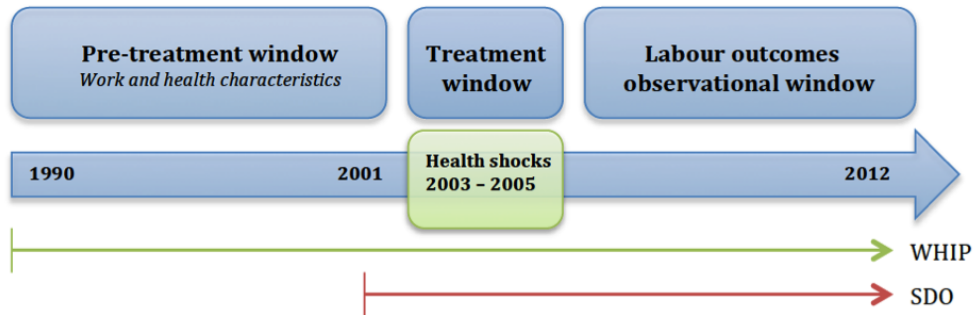 Pre-treatment window
Work and health characteristics
Treatment
window
Labour outcomes
observational window
1990
2001
Health shocks
2003 – 2005
2012
WHIP
SDO